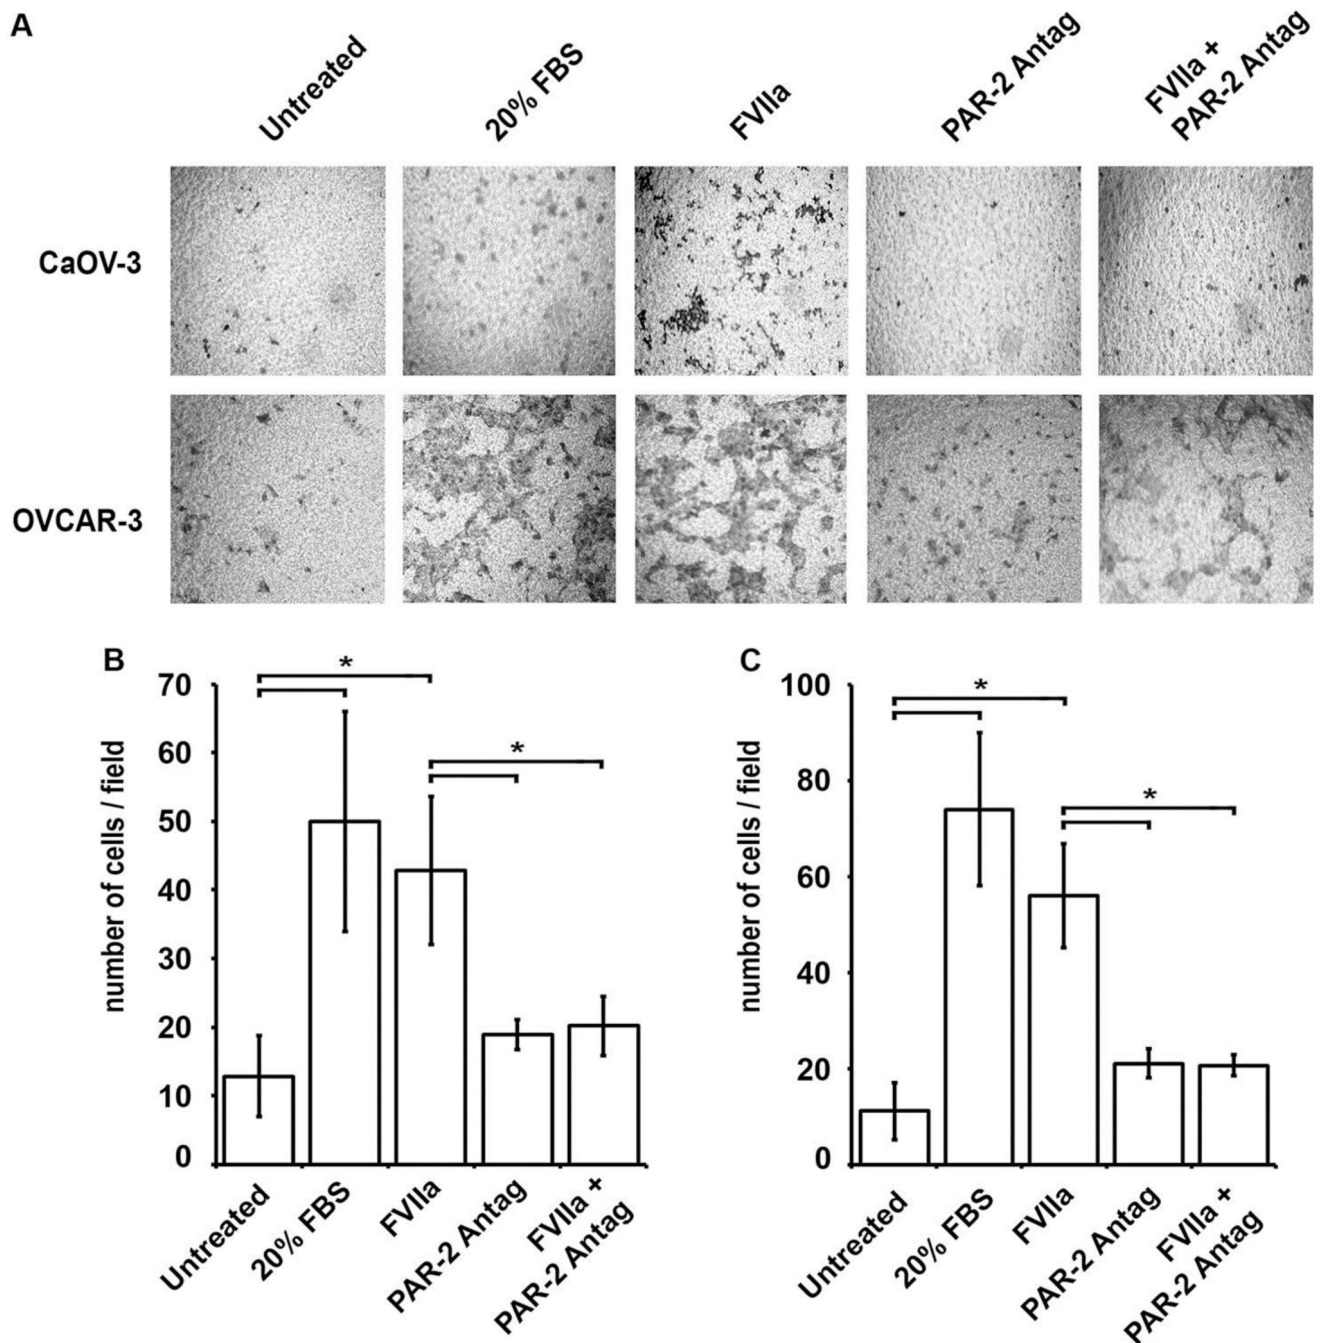 A
Untreated
20% FBS
FVIIa
PAR-2 Antag
FVIIa +
PAR-2 Antag
CaOV-3
OVCAR-3
B
number of cells / field
70
60
50
40
30
20
10
0
*
*
Untreated
20% FBS
FVIIa
PAR-2 Antag
FVIIa +
PAR-2 Antag
C
number of cells / field
100
80
60
40
20
0
*
*
Untreated
20% FBS
FVIIa
PAR-2 Antag
FVIIa +
PAR-2 Antag